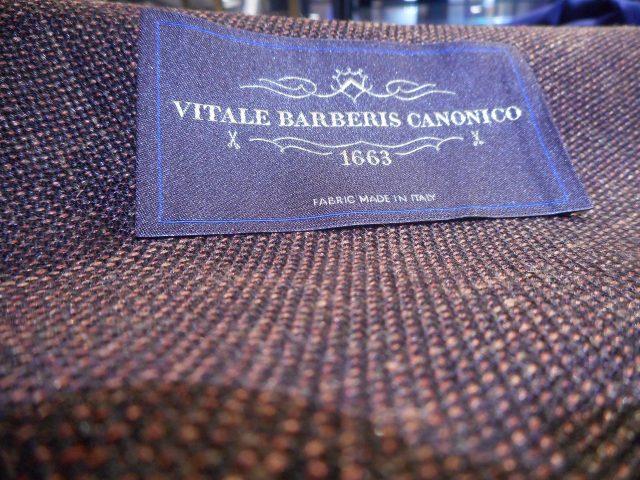 VITALE BARBERIS CANONICO
1663
FABRIC MADE IN ITALY